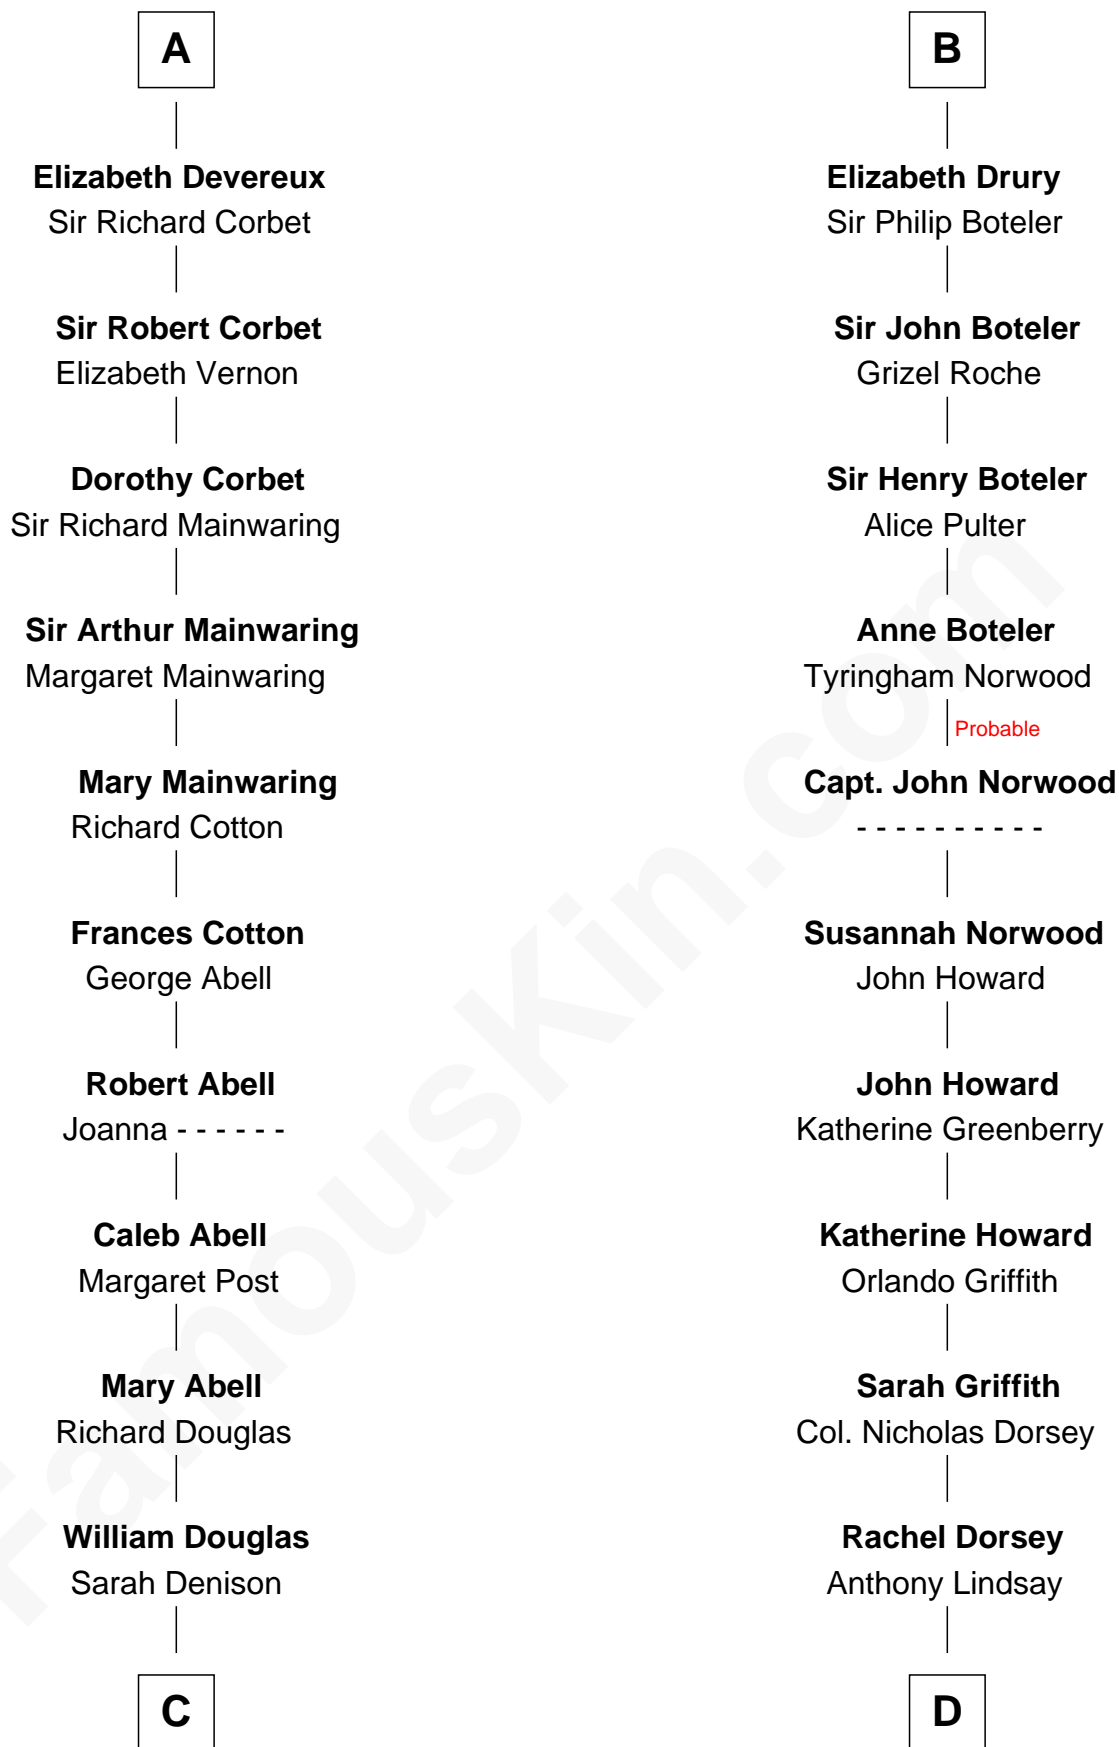 A
Elizabeth Devereux
Sir Richard Corbet
Sir Robert Corbet
Elizabeth Vernon
Dorothy Corbet
Sir Richard Mainwaring
Sir Arthur Mainwaring
Margaret Mainwaring
Mary Mainwaring
Richard Cotton
Frances Cotton
George Abell
Robert Abell
Joanna - - - - - -
Caleb Abell
Margaret Post
Mary Abell
Richard Douglas
William Douglas
Sarah Denison
C
B
Elizabeth Drury
Sir Philip Boteler
Sir John Boteler
Grizel Roche
Sir Henry Boteler
Alice Pulter
Anne Boteler
Tyringham Norwood
Probable
Capt. John Norwood
- - - - - - - - - -
Susannah Norwood
John Howard
John Howard
Katherine Greenberry
Katherine Howard
Orlando Griffith
Sarah Griffith
Col. Nicholas Dorsey
Rachel Dorsey
Anthony Lindsay
D
FamousKin.com